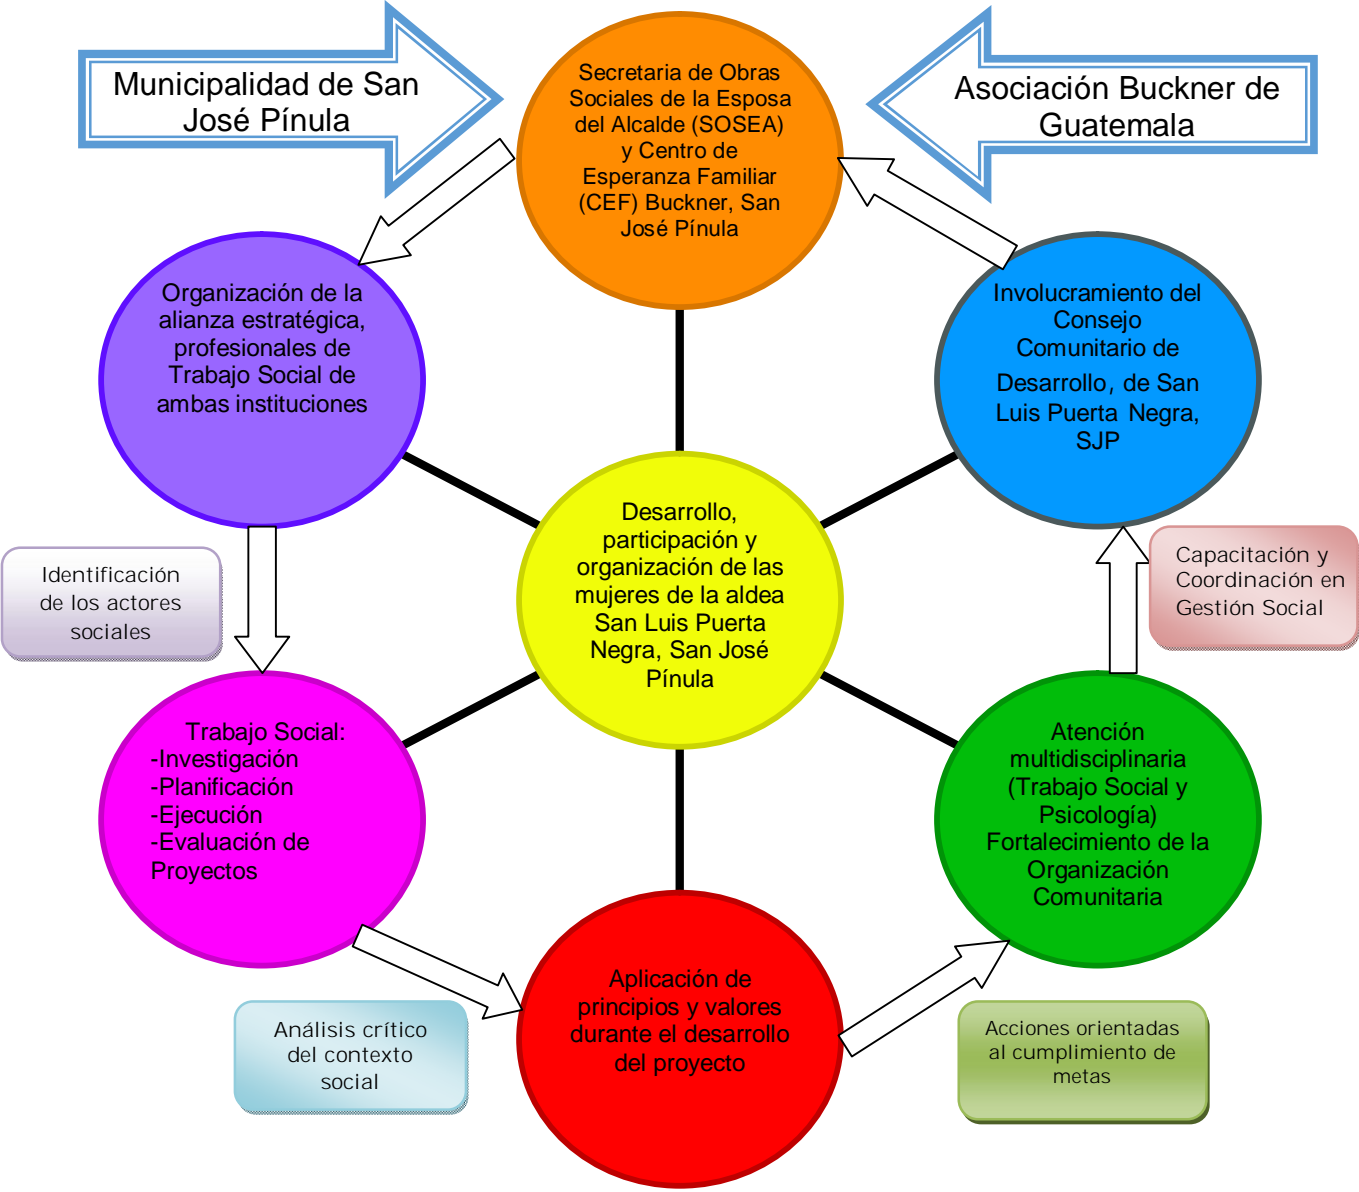 Municipalidad de San
José Pínula
Secretaria de Obras
Sociales de la Esposa
del Alcalde (SOSEA)
y Centro de
Esperanza Familiar
(CEF) Buckner, San
José Pínula
Asociación Buckner de
Guatemala
Organización de la
alianza estratégica,
profesionales de
Trabajo Social de
ambas instituciones
Involucramiento del
Consejo
Comunitario de
Desarrollo, de San
Luis Puerta Negra,
SJP
Desarrollo,
participación y
organización de las
mujeres de la aldea
San Luis Puerta
Negra, San José
Pínula
Identificación
de los actores
sociales
Capacitación y
Coordinación en
Gestión Social
Trabajo Social:
-Investigación
-Planificación
-Ejecución
-Evaluación de
Proyectos
Atención
multidisciplinaria
(Trabajo Social y
Psicología)
Fortalecimiento de la
Organización
Comunitaria
Aplicación de
principios y valores
durante el desarrollo
del proyecto
Análisis crítico
del contexto
social
Acciones orientadas
al cumplimiento de
metas